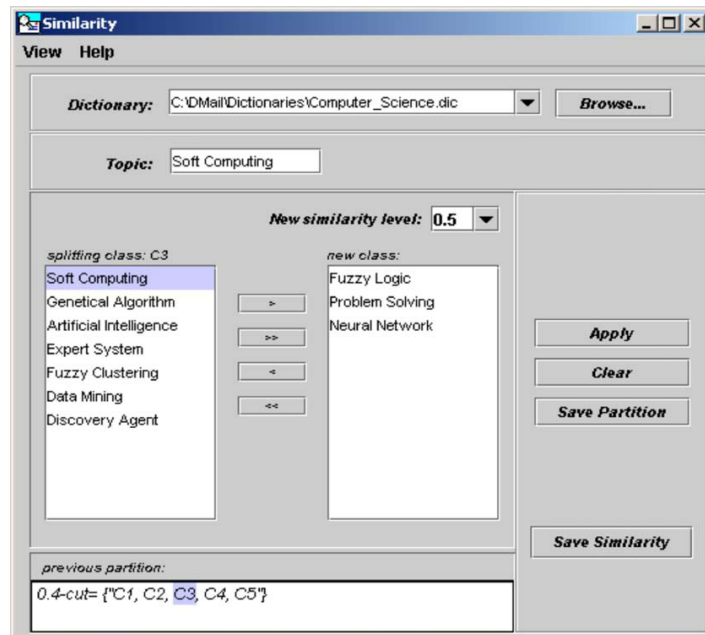 Similarity
View Help
Dictionary: C:\DMail\Dictionaries\Computer_Science.dic Browse...
Topic: Soft Computing
New similarity level: 0.5
splitting class: C3
new class:
Soft Computing
Genetical Algorithm
Artificial Intelligence
Expert System
Fuzzy Clustering
Data Mining
Discovery Agent
>
>>
<
<<
Fuzzy Logic
Problem Solving
Neural Network
Apply
Clear
Save Partition
Save Similarity
previous partition:
0.4-cut= {"C1, C2, C3, C4, C5"}